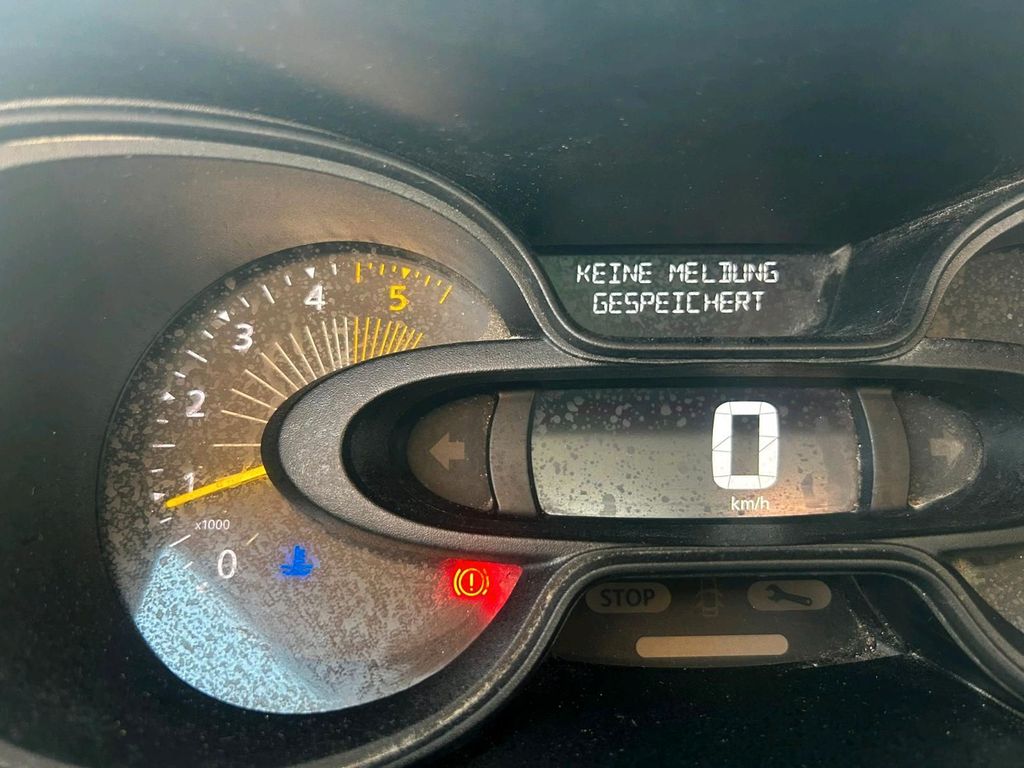 KEINE MELDUNG
GESPEICHERT
5
4
3
2
1
x1000
0
0
km/h
STOP